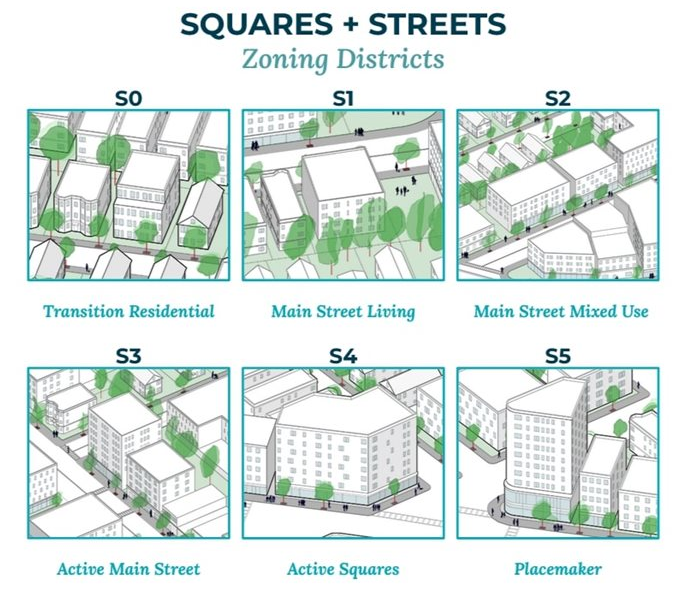 SQUARES + STREETS
Zoning Districts
S0
S1
S2
Transition Residential
Main Street Living
Main Street Mixed Use
S3
S4
S5
Active Main Street
Active Squares
Placemaker